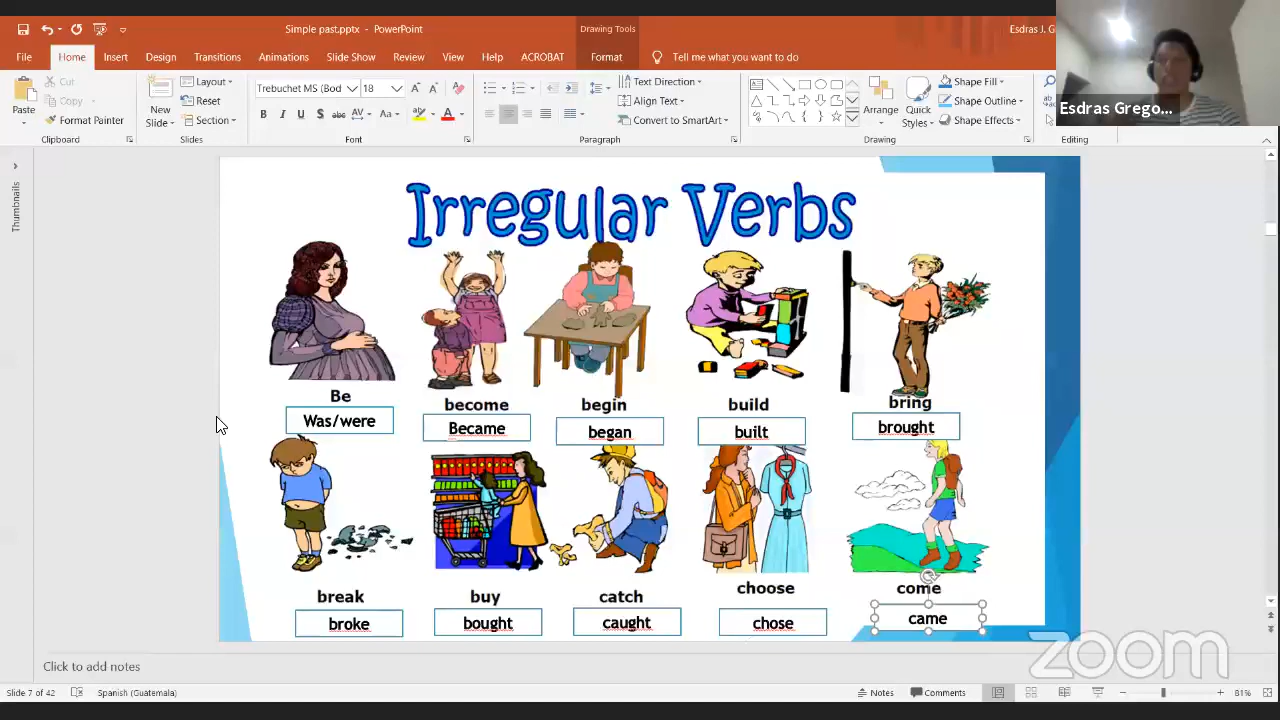 Simple past.pptx - PowerPoint
Drawing Tools
Esdras J. G
File Home Insert Design Transitions Animations Slide Show Review View Help ACROBAT Format Tell me what you want to do
Paste
Cut
Copy
Format Painter
Clipboard
New
Slide
Layout
Reset
Section
Slides
Trebuchet MS (Bod 18
B I U S abc AV Aa A
Font
Text Direction
Align Text
Convert to SmartArt
Paragraph
Arrange
Quick
Styles
Shape Fill
Shape Outline
Shape Effects
Drawing
Editing
Esdras Grego...
Thumbnails
Irregular Verbs
Be become begin build bring
Was/were Became began built brought
break buy catch choose come
broke bought caught chose came
zoom
Click to add notes
Slide 7 of 42 Spanish (Guatemala) Notes Comments 81%